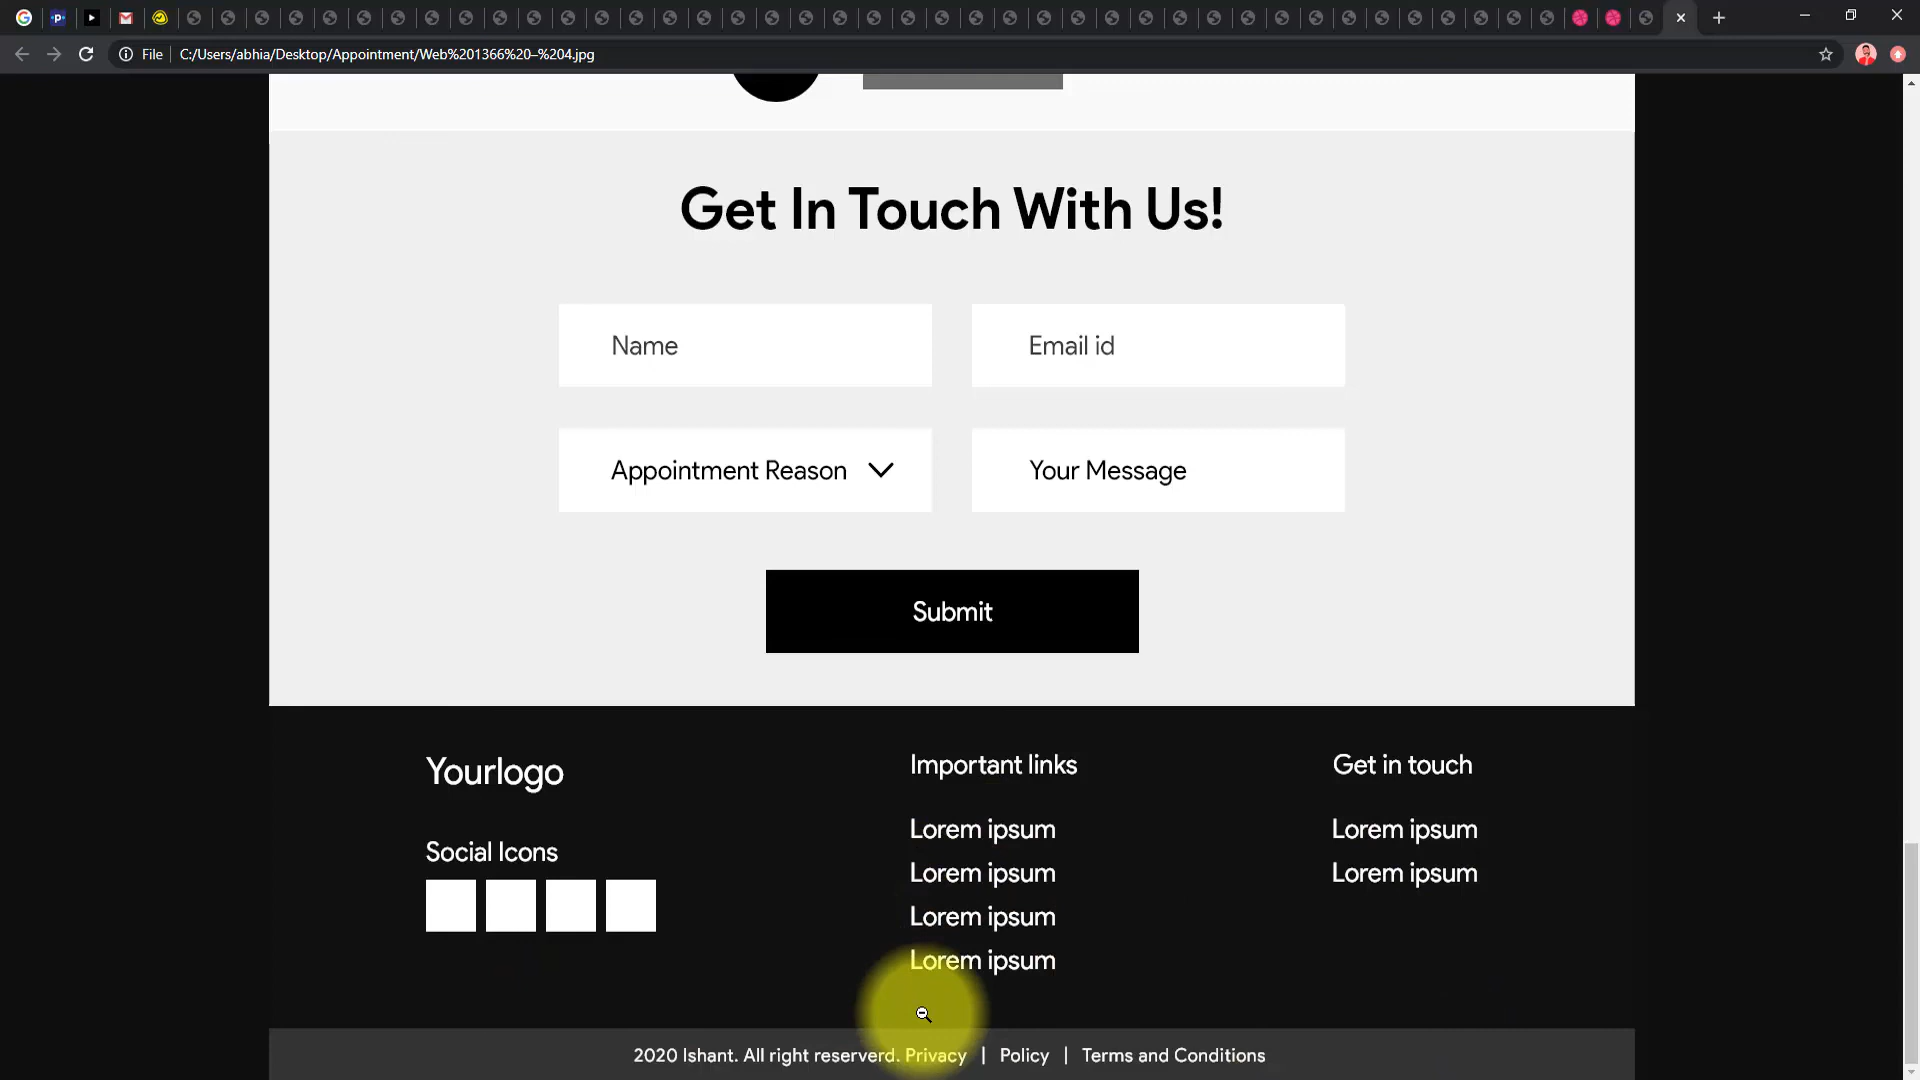 File C:/Users/abhia/Desktop/Appointment/Web%201366%20–%204.jpg
Get In Touch With Us!
Name
Email id
Appointment Reason
Your Message
Submit
Yourlogo
Social Icons
Important links
Lorem ipsum
Lorem ipsum
Lorem ipsum
Lorem ipsum
Get in touch
Lorem ipsum
Lorem ipsum
2020 Ishant. All right reserverd. Privacy | Policy | Terms and Conditions